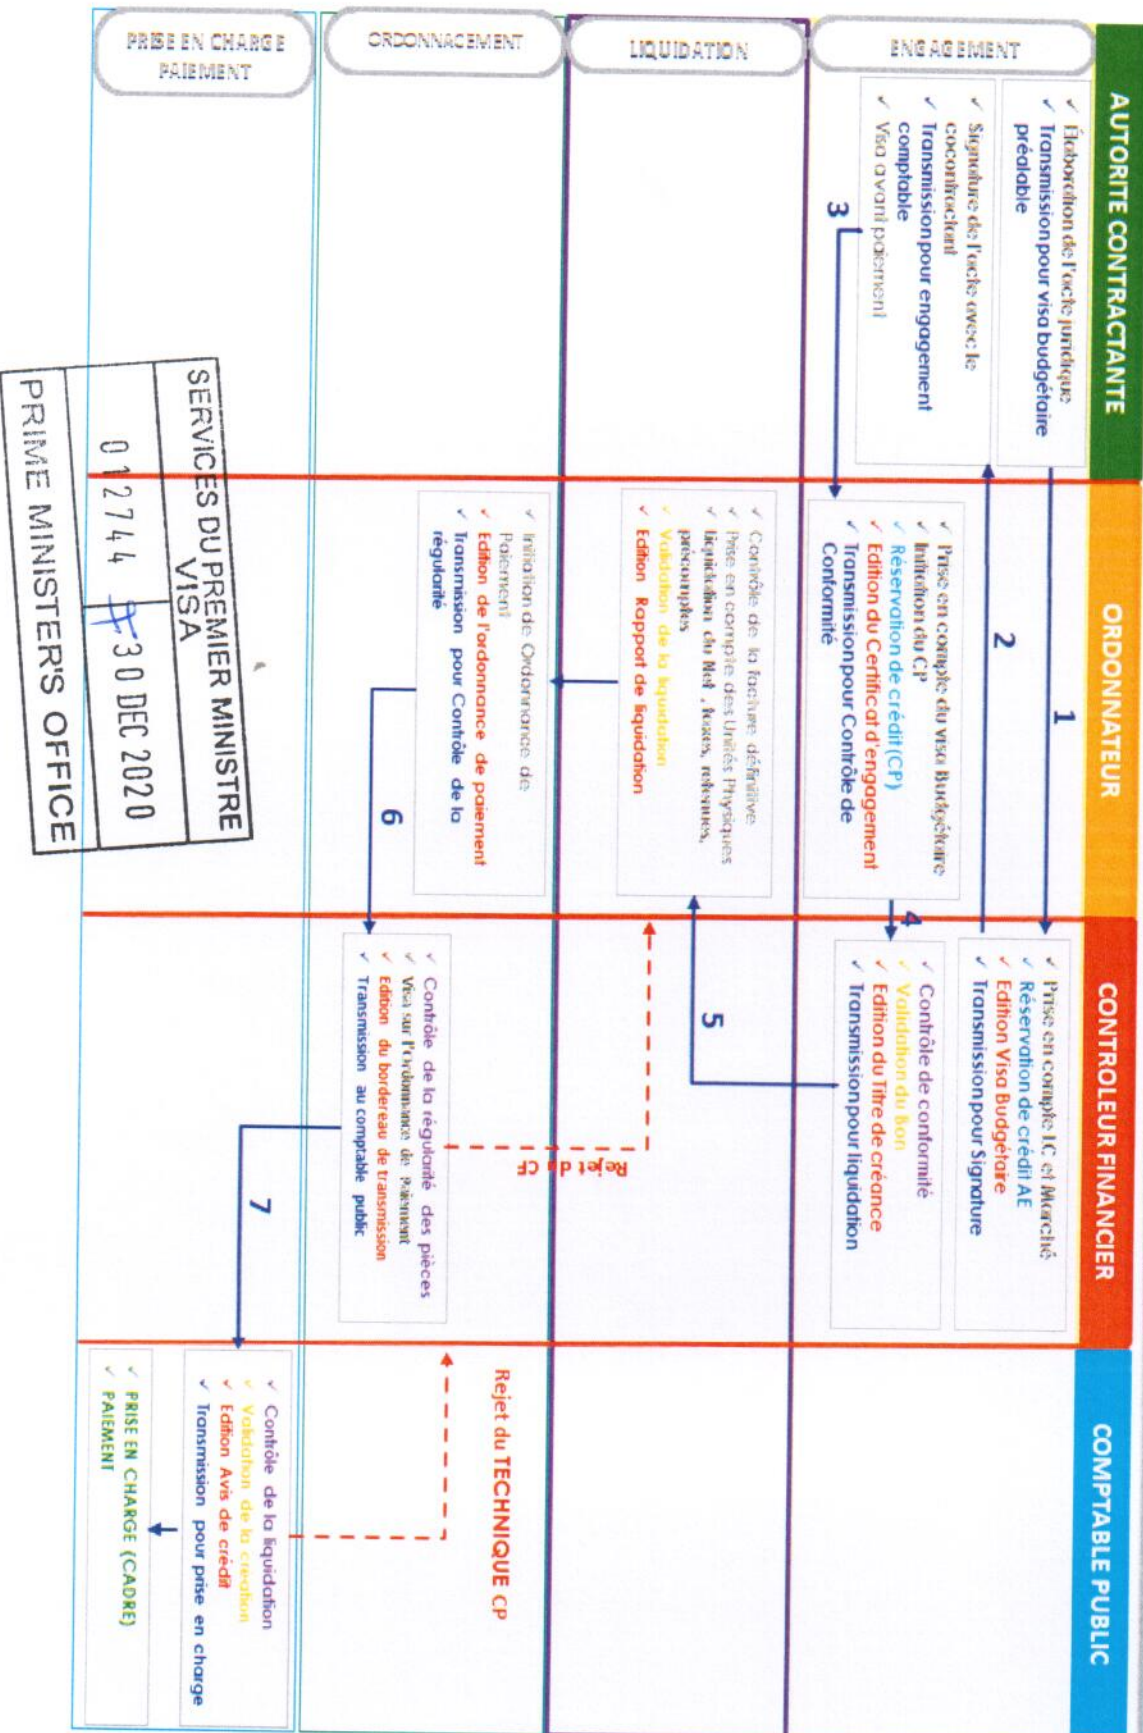 AUTORITE CONTRACTANTE
ORDONNATEUR
CONTROLEUR FINANCIER
COMPTABLE PUBLIC
ENGAGEMENT
✓ Élaboration de l'acte juridique
✓ Transmission pour visa budgétaire
préalable
1
✓ Prise en compte LC et Marché
✓ Réservation de crédit AE
✓ Edition Visa Budgétaire
✓ Transmission pour Signature
2
✓ Signature de l'acte avec le
cocontractant
✓ Transmission pour engagement
comptable
✓ Visa avant paiement
3
✓ Prise en compte du visa Budgétaire
✓ Initiation du CP
✓ Réservation de crédit (CP)
✓ Edition du Certificat d'engagement
✓ Transmission pour Contrôle de
Conformité
4
✓ Contrôle de conformité
✓ Validation du Bon
✓ Edition du Titre de créance
✓ Transmission pour liquidation
LIQUIDATION
5
✓ Contrôle de la facture définitive
✓ Prise en compte des Unités Physiques
✓ Liquidation du Net , taxes, retenues,
précomptes
✓ Validation de la liquidation
✓ Edition Rapport de liquidation
Rejet du CF
ORDONNACEMENT
✓ Initiation de Ordonnance de
Paiement
✓ Edition de l'ordonnance de paiement
✓ Transmission pour Contrôle de la
régularité
6
✓ Contrôle de la régularité des pièces
✓ Visa sur l'ordonnance de paiement
✓ Edition du bordereau de transmission
✓ Transmission au comptable public
Rejet du TECHNIQUE CP
PRISE EN CHARGE
PAIEMENT
7
✓ Contrôle de la liquidation
✓ Validation de la création
✓ Edition Avis de crédit
✓ Transmission pour prise en charge
✓ PRISE EN CHARGE (CADRE)
✓ PAIEMENT
SERVICES DU PREMIER MINISTRE
VISA
012744
30 DEC 2020
PRIME MINISTER'S OFFICE